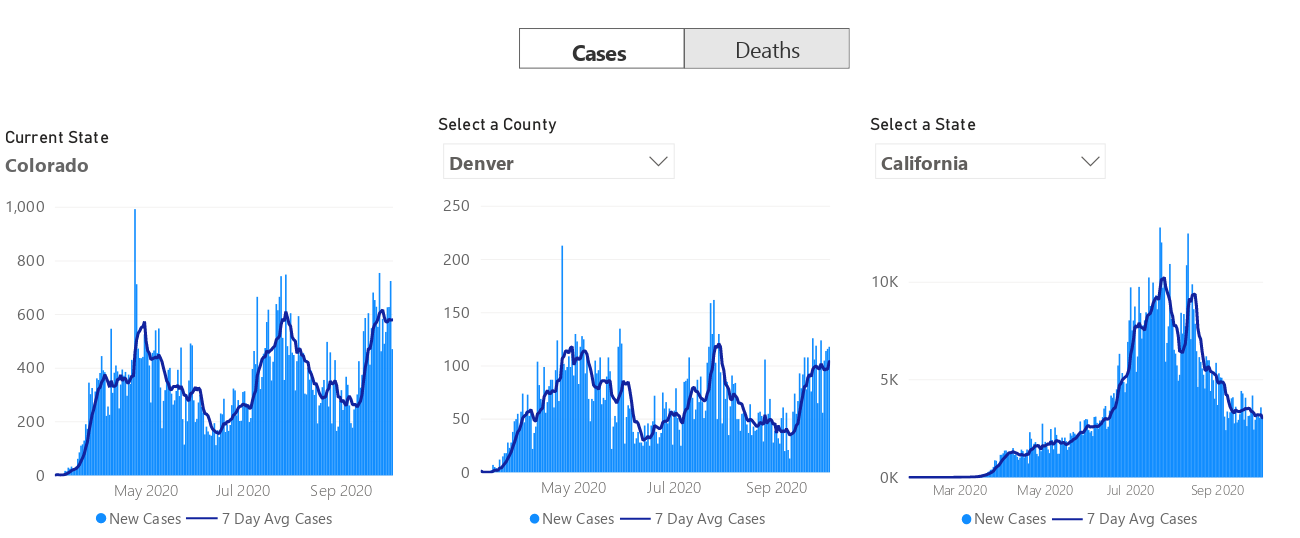 Cases Deaths
Current State
Colorado
Select a County
Denver
Select a State
California
1,000
800
600
400
200
0
May 2020 Jul 2020 Sep 2020
New Cases 7 Day Avg Cases
250
200
150
100
50
0
May 2020 Jul 2020 Sep 2020
New Cases 7 Day Avg Cases
10K
5K
0K
Mar 2020 May 2020 Jul 2020 Sep 2020
New Cases 7 Day Avg Cases